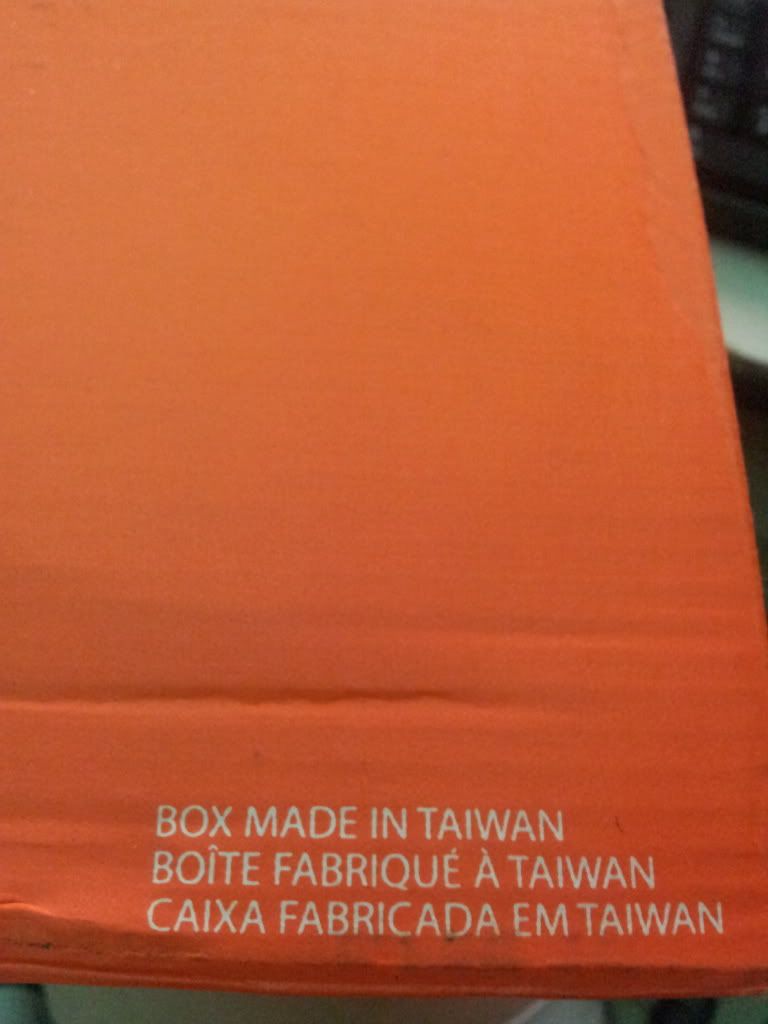 BOX MADE IN TAIWAN
BOÎTE FABRIQUÉ À TAIWAN
CAIXA FABRICADA EM TAIWAN